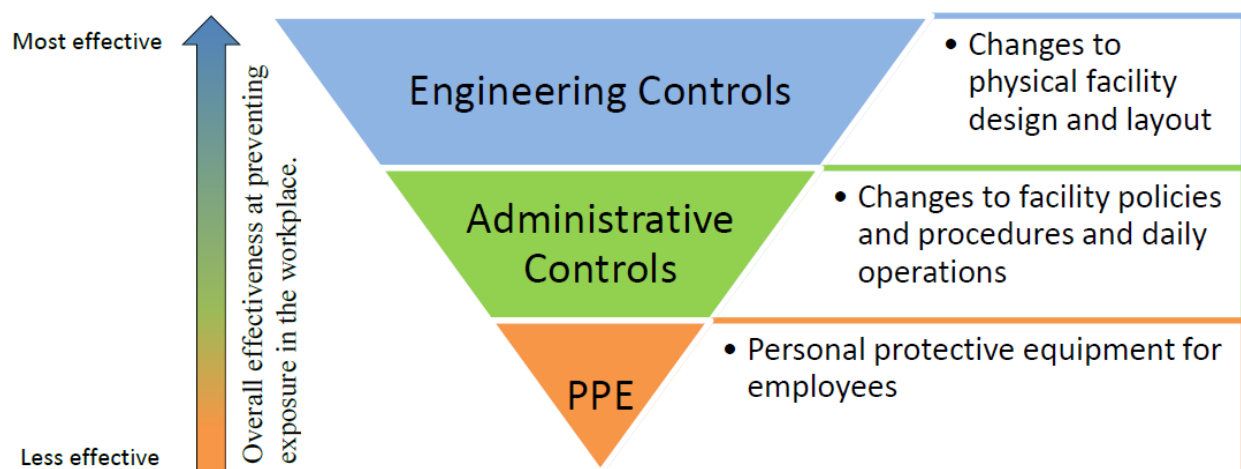 Most effective
Less effective
Overall effectiveness at preventing
exposure in the workplace.
Engineering Controls
• Changes to
physical facility
design and layout
Administrative
Controls
• Changes to facility policies
and procedures and daily
operations
PPE
• Personal protective equipment for
employees